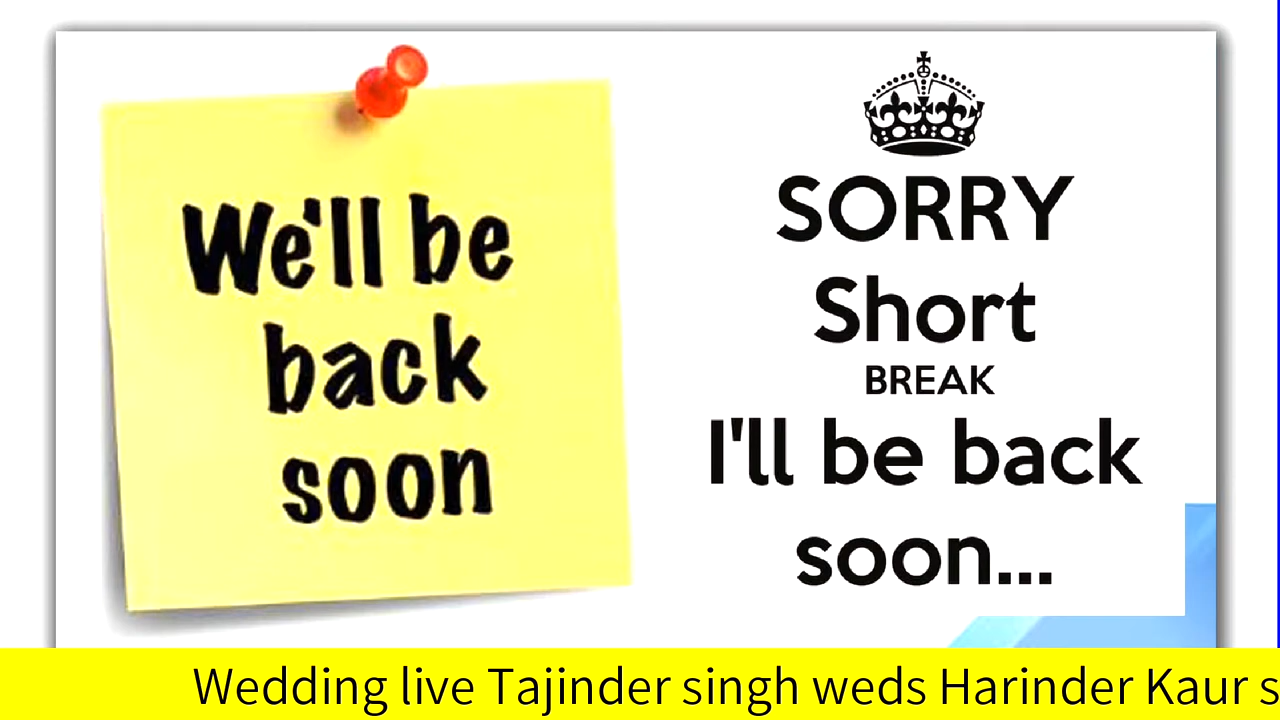 We'll be
back
soon
SORRY
Short
BREAK
I'll be back
soon...
Wedding live Tajinder singh weds Harinder Kaur s